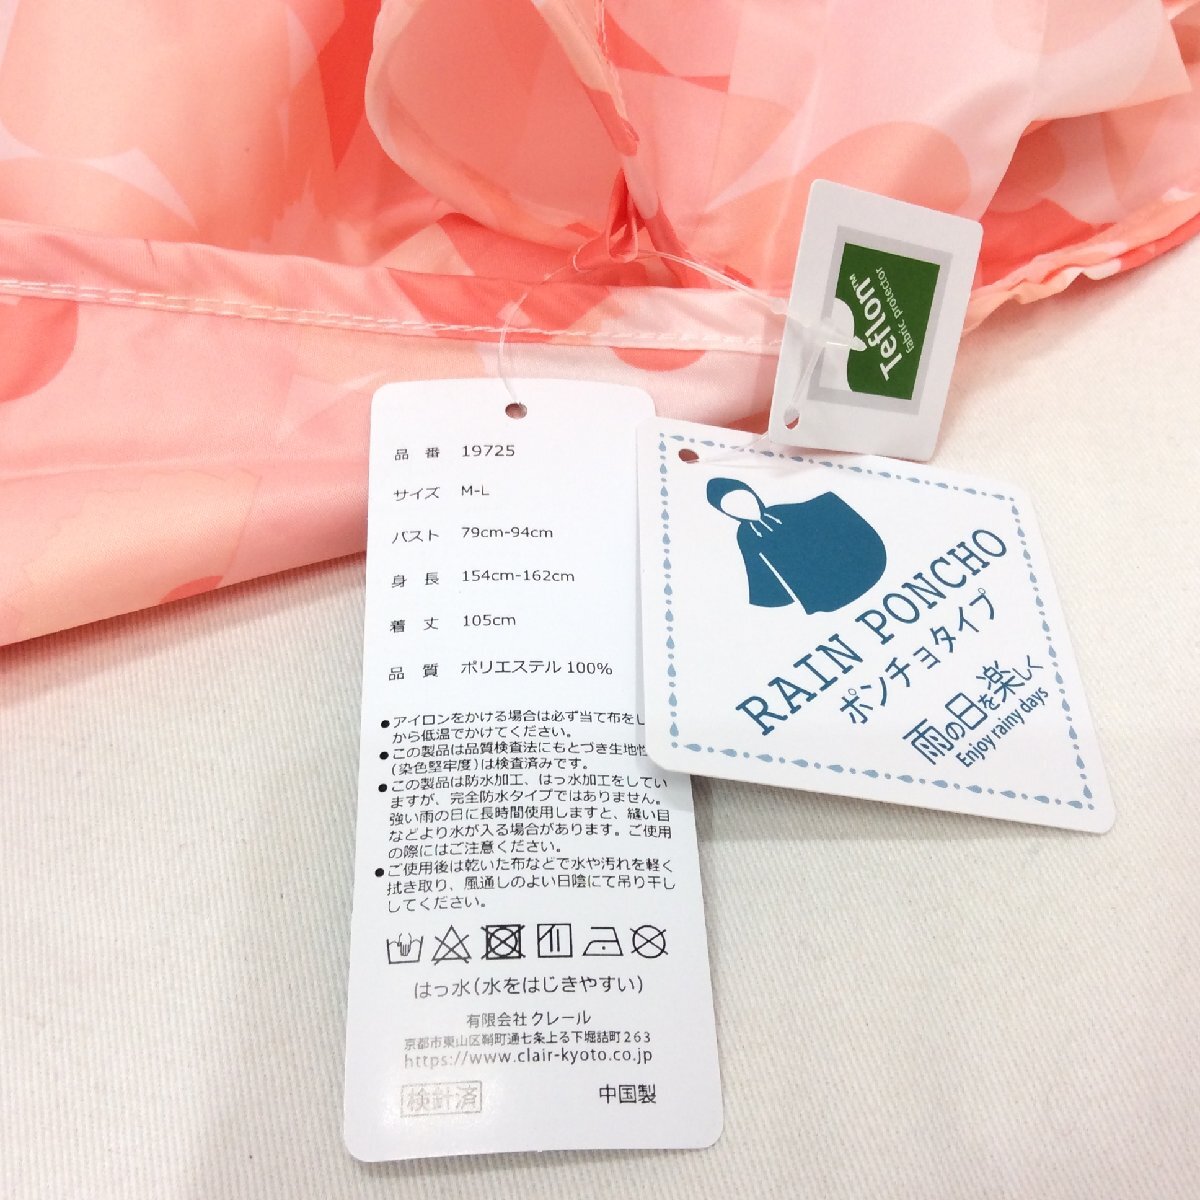 品番 19725
サイズ M-L
バスト 79cm-94cm
身長 154cm-162cm
着丈 105cm
品質 ポリエステル 100%
●アイロンをかける場合は必ず当て布をし
から低温でかけてください。
●この製品は品質検査法にもとづき生地性
(染色堅牢度)は検査済みです。
●この製品は防水加工、はっ水加工をしてい
ますが、完全防水タイプではありません。
強い雨の日に長時間使用しますと、縫い目
などより水が入る場合があります。ご使用
の際にはご注意ください。
●ご使用後は乾いた布などで水や汚れを軽く
拭き取り、風通しのよい日陰にて吊り干し
してください。
はっ水(水をはじきやすい)
有限会社クレール
京都市東山区鞘町通七条上る下堀詰町263
https://www.clair-kyoto.co.jp
検針済
中国製
Teflon™
fabric protector
RAIN PONCHO
ポンチョタイプ
雨の日を楽しく
Enjoy rainy days